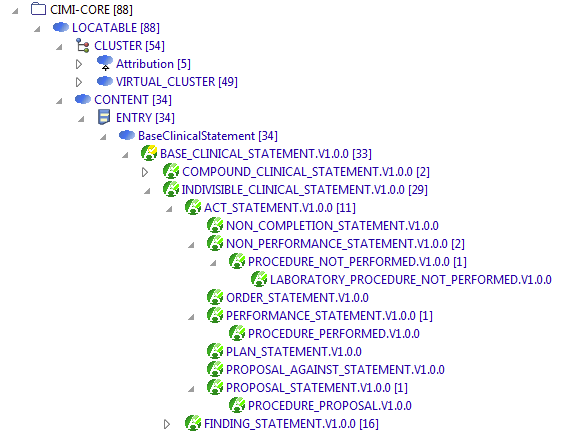 CIMI-CORE [88]
LOCATABLE [88]
CLUSTER [54]
Attribution [5]
VIRTUAL_CLUSTER [49]
CONTENT [34]
ENTRY [34]
BaseClinicalStatement [34]
BASE_CLINICAL_STATEMENT.V1.0.0 [33]
COMPOUND_CLINICAL_STATEMENT.V1.0.0 [2]
INDIVISIBLE_CLINICAL_STATEMENT.V1.0.0 [29]
ACT_STATEMENT.V1.0.0 [11]
NON_COMPLETION_STATEMENT.V1.0.0
NON_PERFORMANCE_STATEMENT.V1.0.0 [2]
PROCEDURE_NOT_PERFORMED.V1.0.0 [1]
LABORATORY_PROCEDURE_NOT_PERFORMED.V1.0.0
ORDER_STATEMENT.V1.0.0
PERFORMANCE_STATEMENT.V1.0.0 [1]
PROCEDURE_PERFORMED.V1.0.0
PLAN_STATEMENT.V1.0.0
PROPOSAL_AGAINST_STATEMENT.V1.0.0
PROPOSAL_STATEMENT.V1.0.0 [1]
PROCEDURE_PROPOSAL.V1.0.0
FINDING_STATEMENT.V1.0.0 [16]